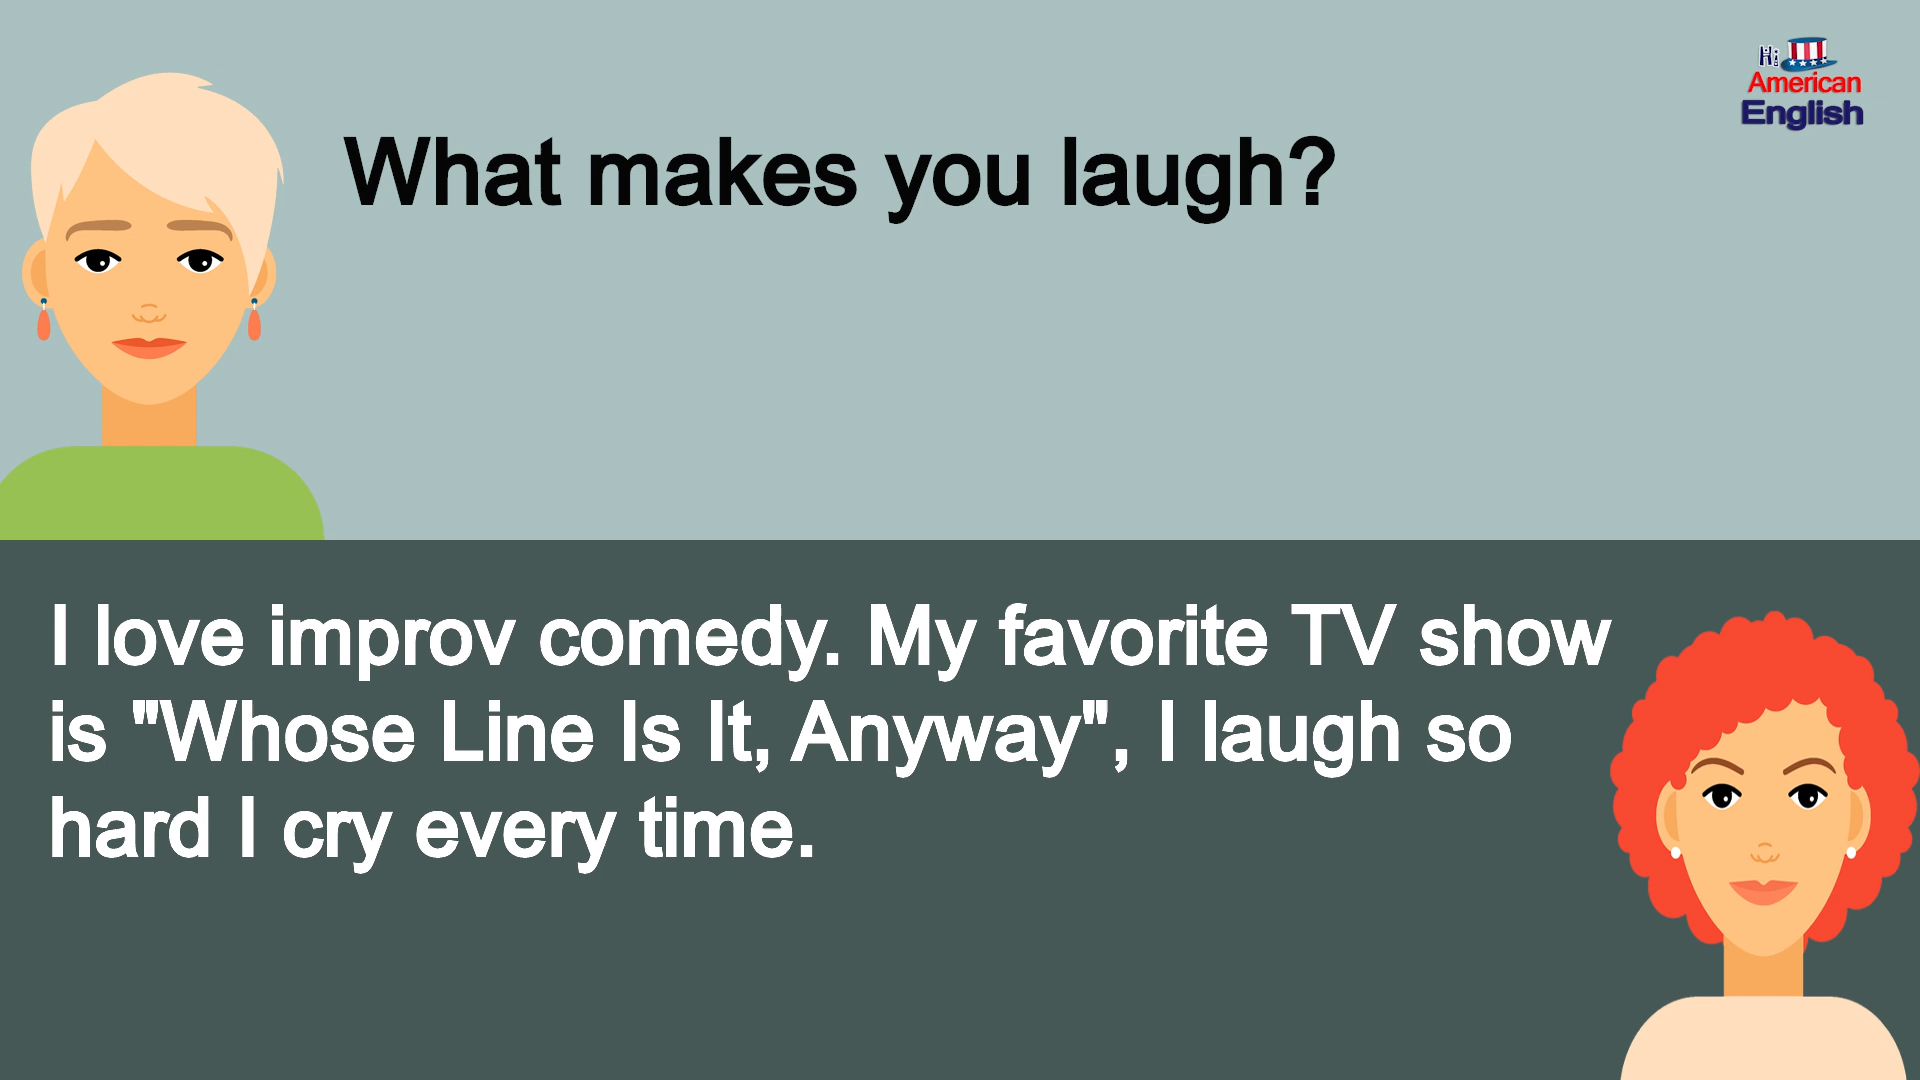 Hi
American
English
What makes you laugh?
I love improv comedy. My favorite TV show
is "Whose Line Is It, Anyway", I laugh so
hard I cry every time.